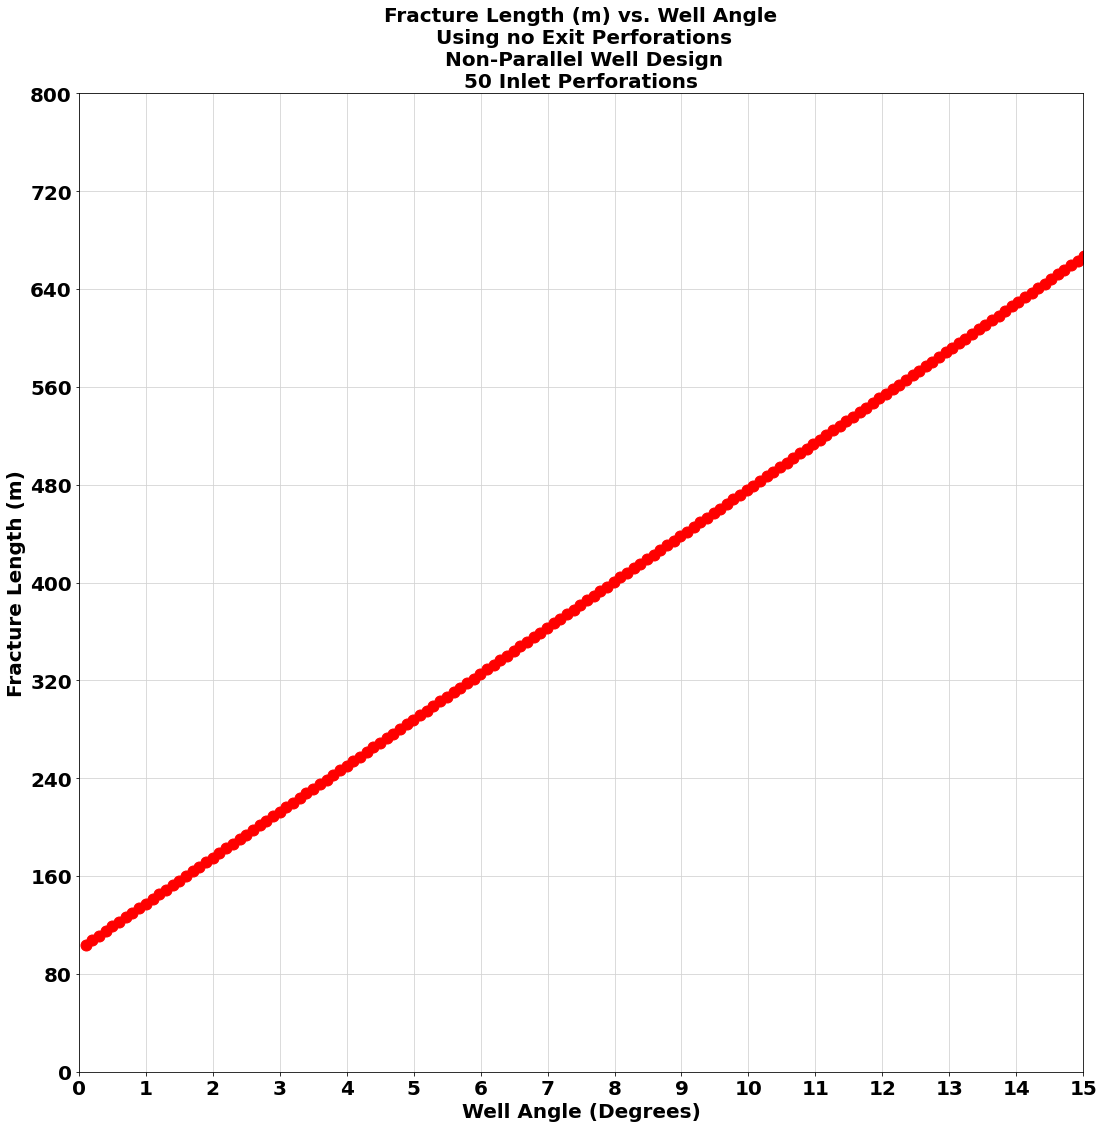 Fracture Length (m) vs. Well Angle
Using no Exit Perforations
Non-Parallel Well Design
50 Inlet Perforations
800
720
640
560
480
400
320
240
160
80
0
Fracture Length (m)
0 1 2 3 4 5 6 7 8 9 10 11 12 13 14 15
Well Angle (Degrees)